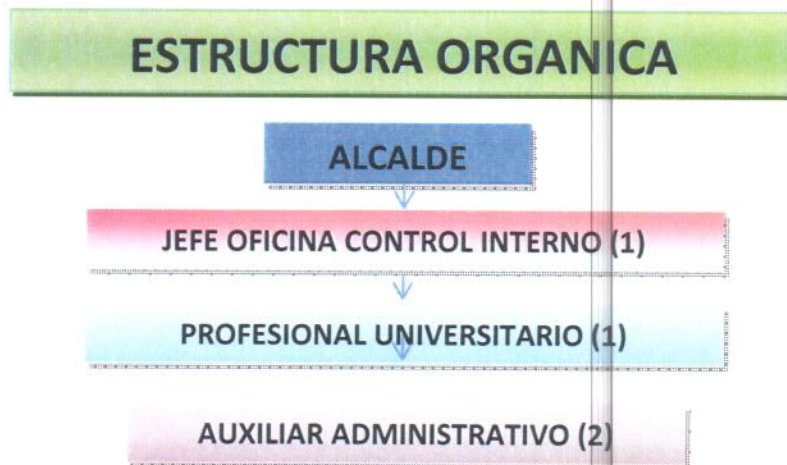 ESTRUCTURA ORGANICA
ALCALDE
JEFE OFICINA CONTROL INTERNO (1)
PROFESIONAL UNIVERSITARIO (1)
AUXILIAR ADMINISTRATIVO (2)